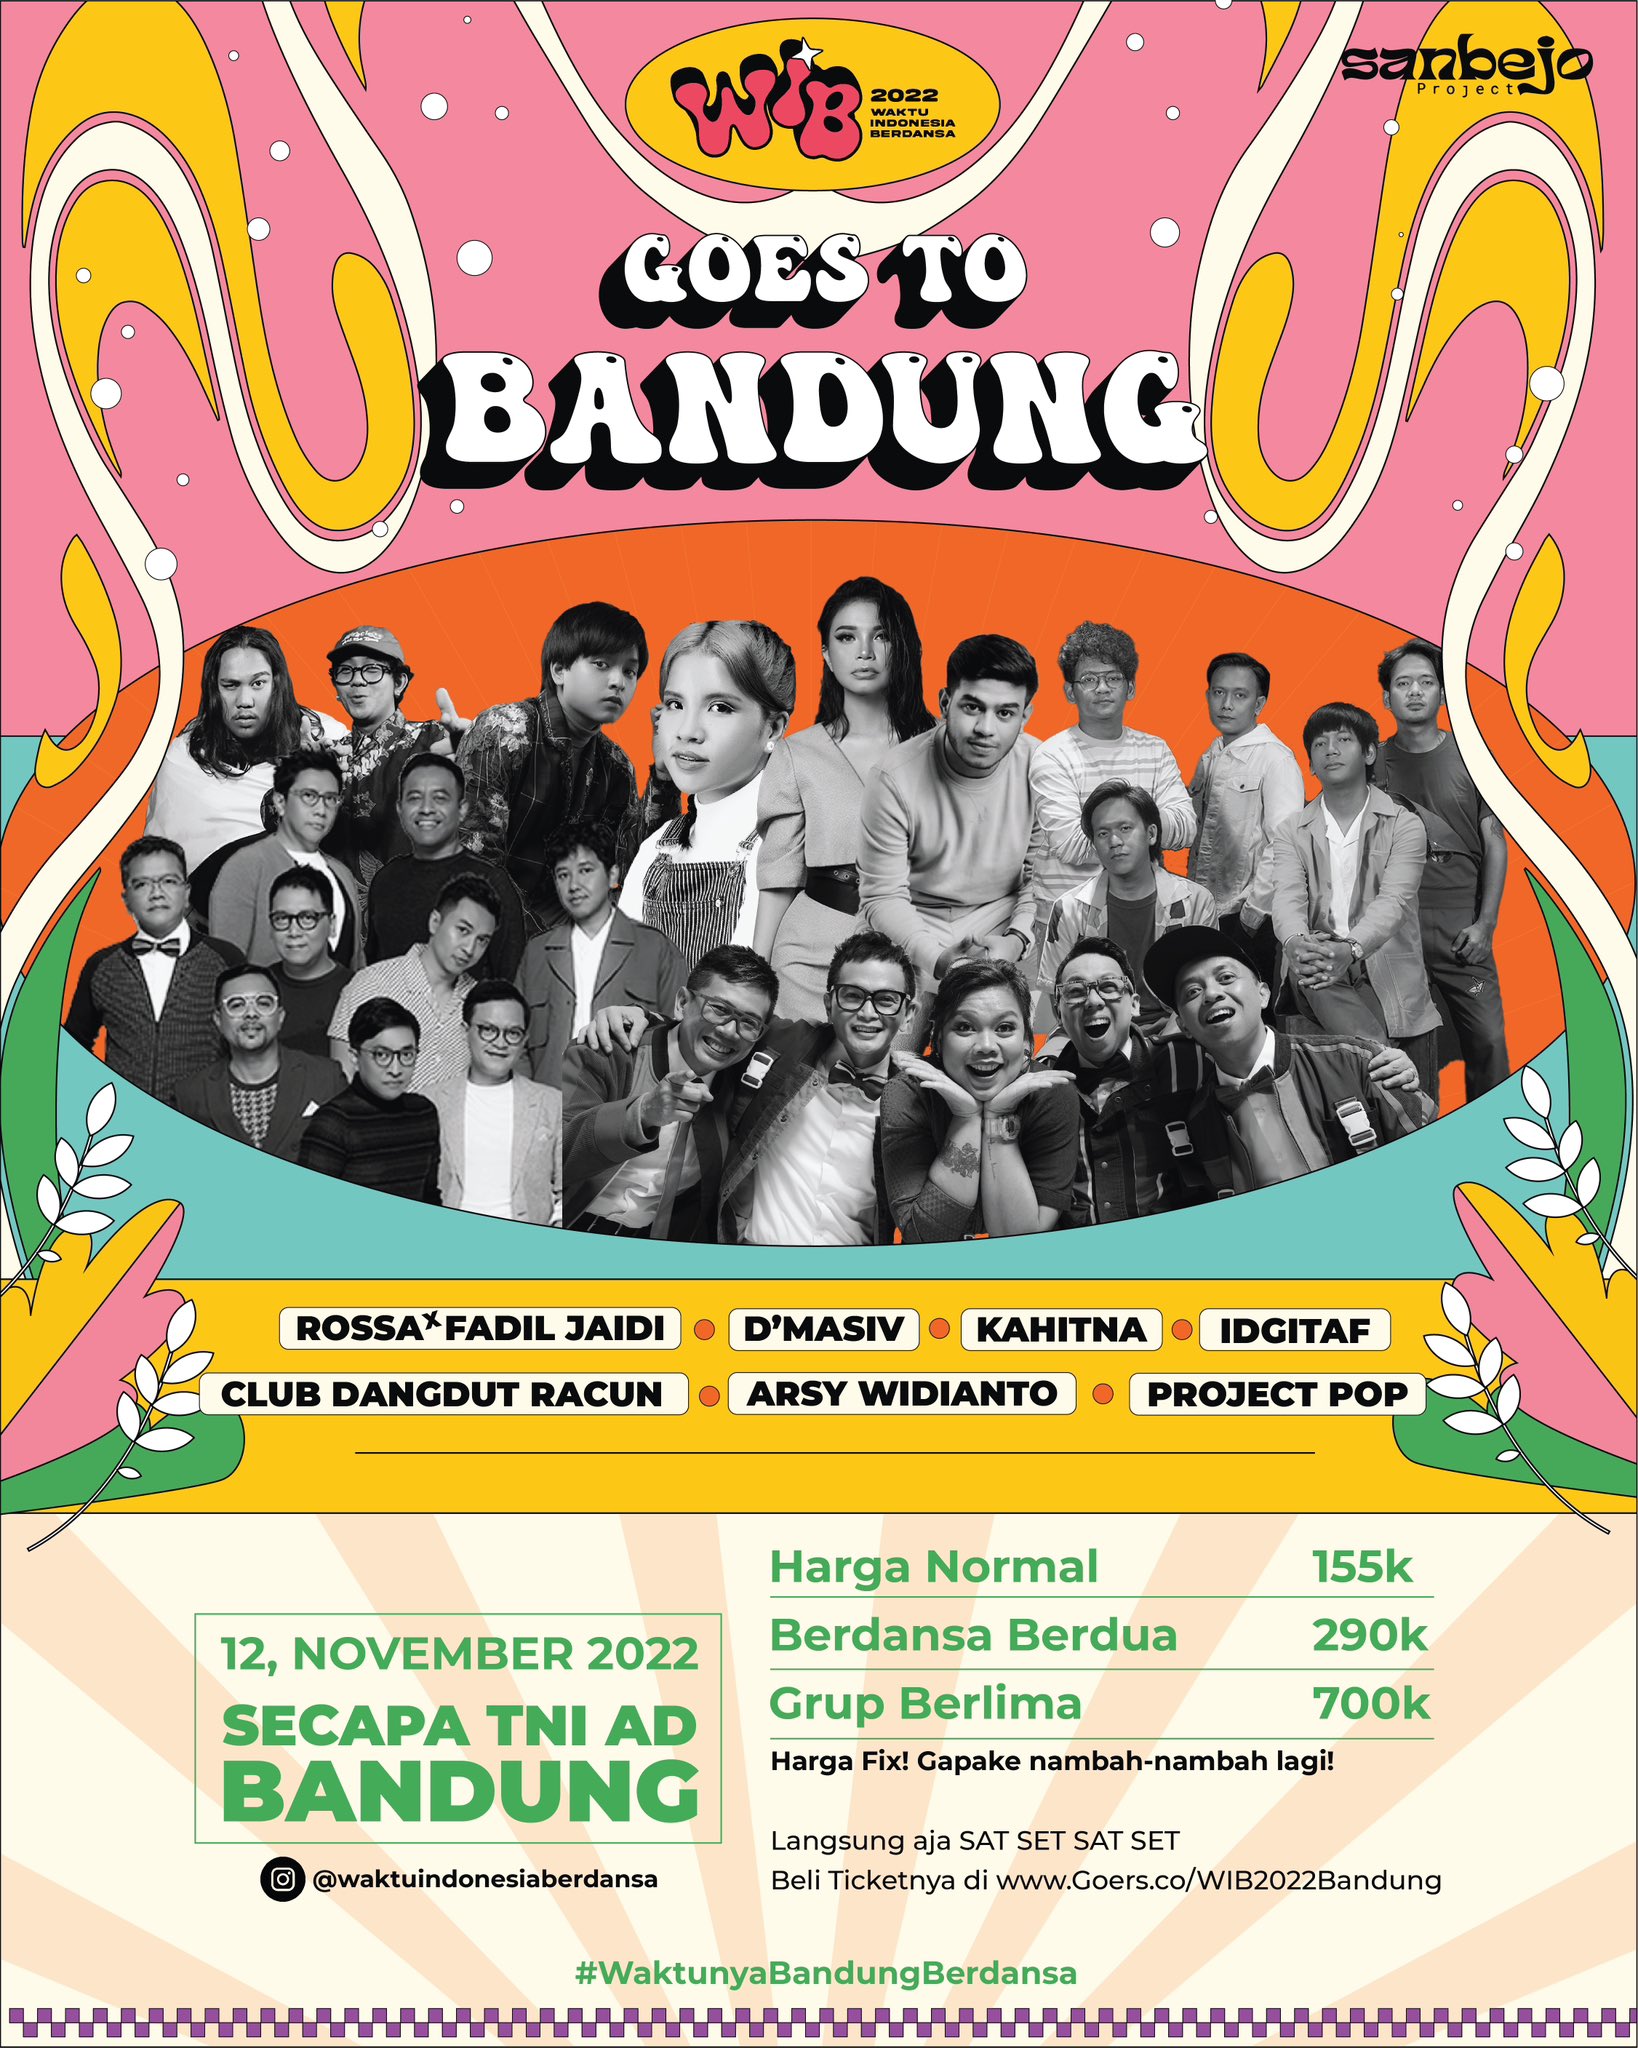 WIB
2022
WAKTU
INDONESIA
BERDANSA
sanbejo
Project
GOES TO
BANDUNG
ROSSA X FADIL JAIDI • D'MASIV • KAHITNA • IDGITAF
CLUB DANGDUT RACUN • ARSY WIDIANTO • PROJECT POP
12, NOVEMBER 2022
SECAPA TNI AD
BANDUNG
@waktuindonesiaberdansa
Harga Normal 155k
Berdansa Berdua 290k
Grup Berlima 700k
Harga Fix! Gapake nambah-nambah lagi!
Langsung aja SAT SET SAT SET
Beli Ticketnya di www.Goers.co/WIB2022Bandung
#WaktunyaBandungBerdansa